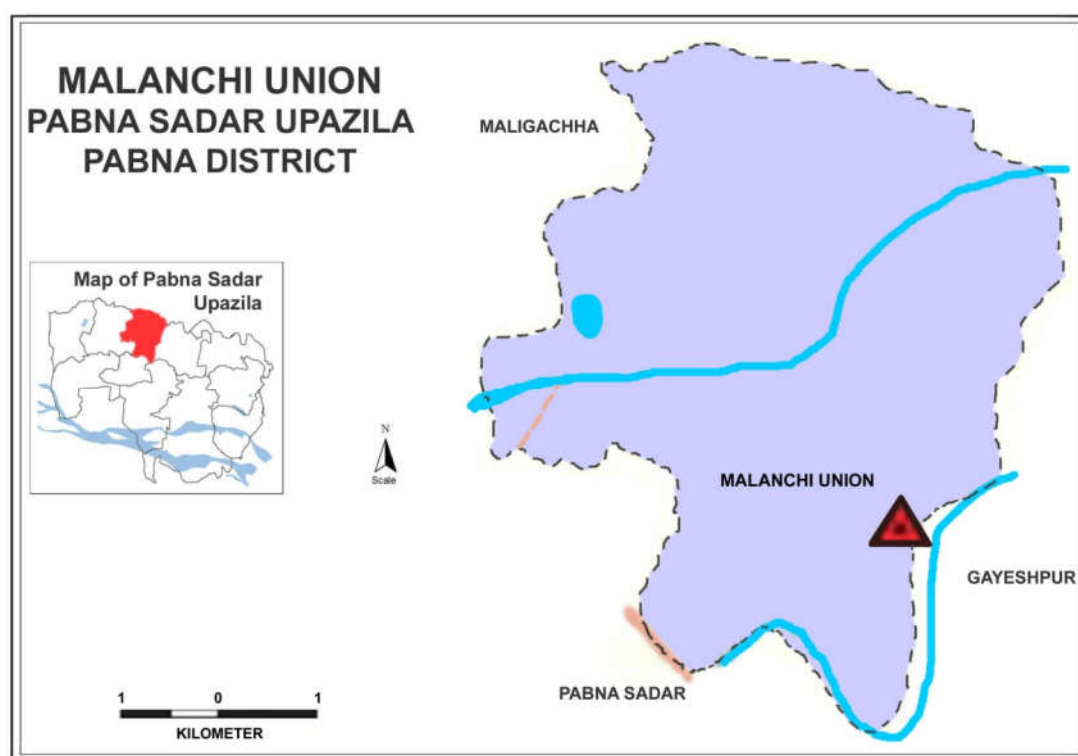 MALANCHI UNION
PABNA SADAR UPAZILA
PABNA DISTRICT
MALIGACHHA
Map of Pabna Sadar
Upazila
N
Scale
MALANCHI UNION
GAYESHPUR
PABNA SADAR
1 0 1
KILOMETER